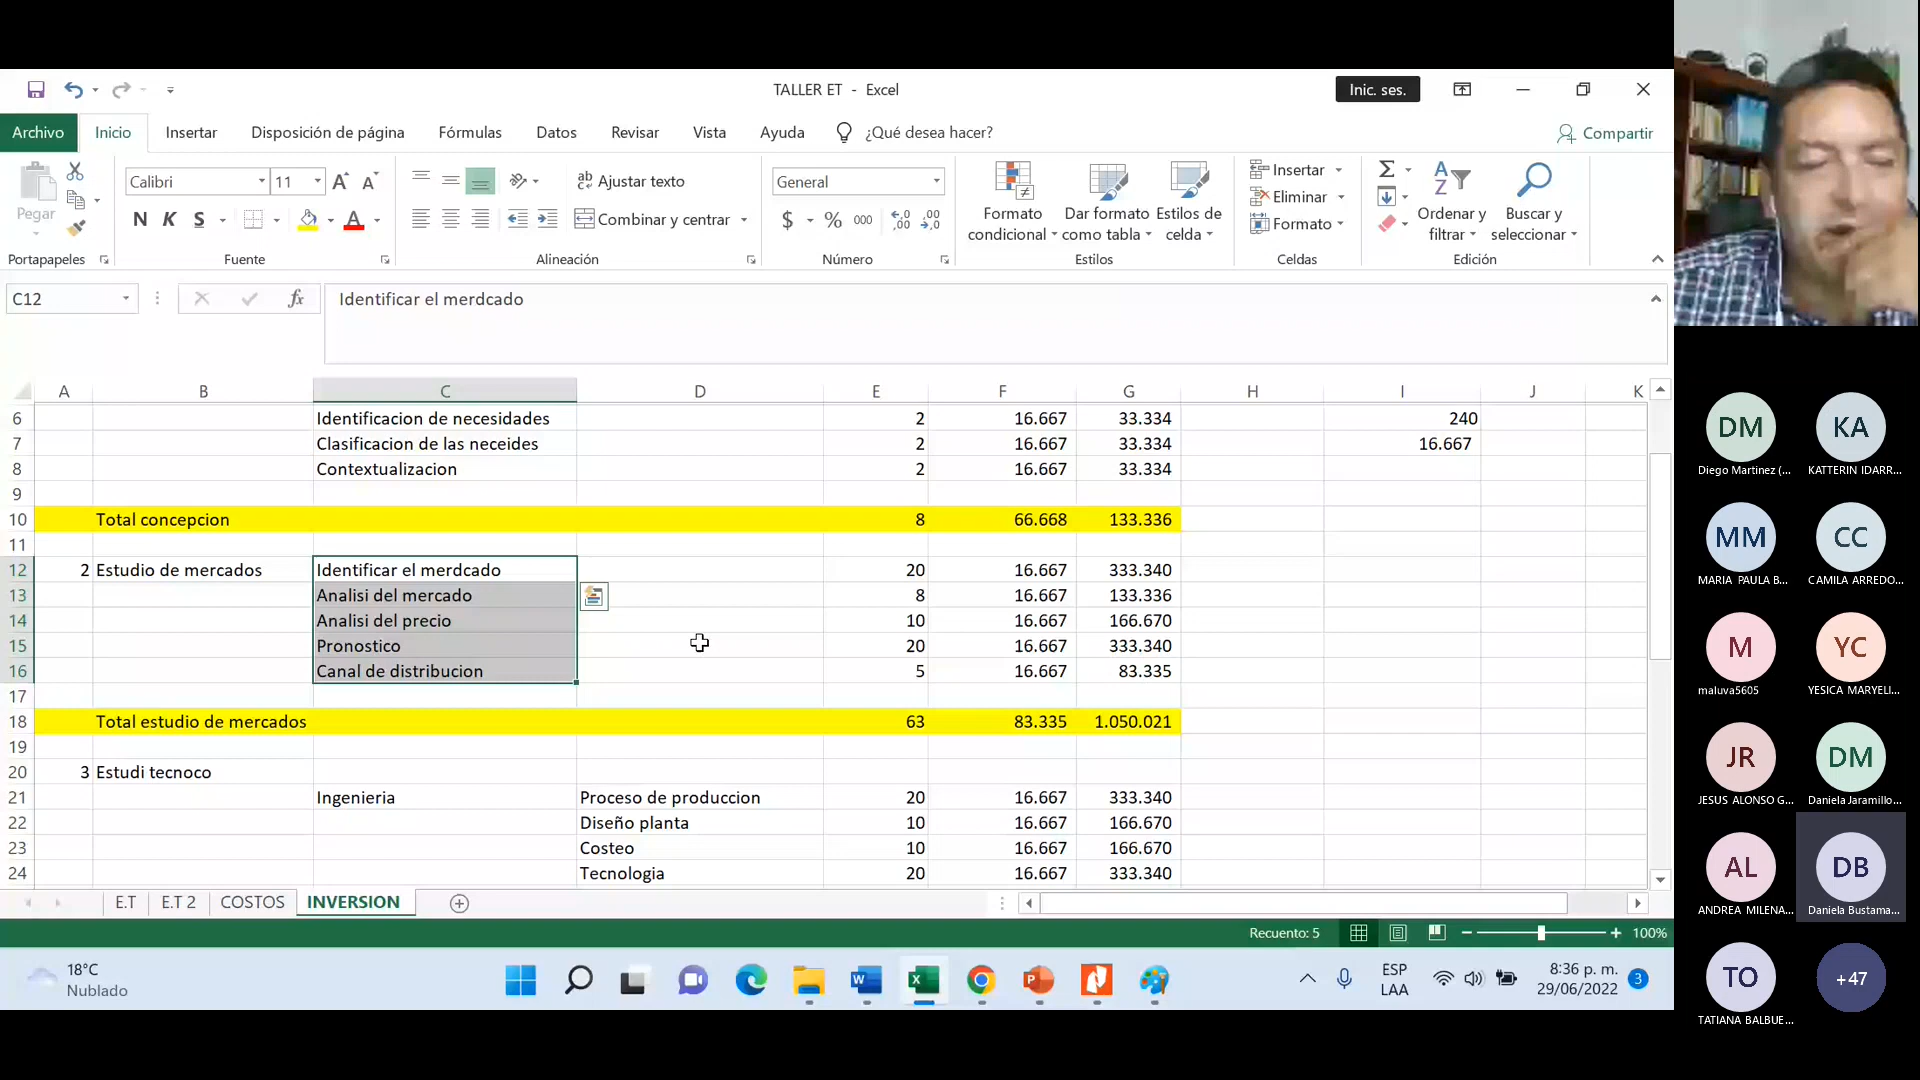 TALLER ET - Excel
Inic. ses.
Archivo Inicio Insertar Disposición de página Fórmulas Datos Revisar Vista Ayuda ¿Qué desea hacer? Compartir
Pegar
Calibri 11
N K S
Ajustar texto
Combinar y centrar
General
$ % 000
Formato condicional
Dar formato como tabla
Estilos de celda
Insertar
Eliminar
Formato
Ordenar y filtrar
Buscar y seleccionar
Portapapeles Fuente Alineación Número Estilos Celdas Edición
C12 fx Identificar el merdcado
A B C D E F G H I J K
6 Identificacion de necesidades 2 16.667 33.334 240
7 Clasificacion de las neceides 2 16.667 33.334 16.667
8 Contextualizacion 2 16.667 33.334
9
10 Total concepcion 8 66.668 133.336
11
12 2 Estudio de mercados Identificar el merdcado 20 16.667 333.340
13 Analisi del mercado 8 16.667 133.336
14 Analisi del precio 10 16.667 166.670
15 Pronostico 20 16.667 333.340
16 Canal de distribucion 5 16.667 83.335
17
18 Total estudio de mercados 63 83.335 1.050.021
19
20 3 Estudi tecnoco
21 Ingenieria Proceso de produccion 20 16.667 333.340
22 Diseño planta 10 16.667 166.670
23 Costeo 10 16.667 166.670
24 Tecnologia 20 16.667 333.340
E.T E.T 2 COSTOS INVERSION
Recuento: 5 100%
18°C
Nublado
ESP
LAA
8:36 p. m.
29/06/2022
3
DM KA
Diego Martinez (... KATTERIN IDARR...
MM CC
MARIA PAULA B... CAMILA ARREDO...
M YC
maluva5605 YESICA MARYELI...
JR DM
JESUS ALONSO G... Daniela Jaramillo...
AL DB
ANDREA MILENA... Daniela Bustama...
TO +47
TATIANA BALBUE...